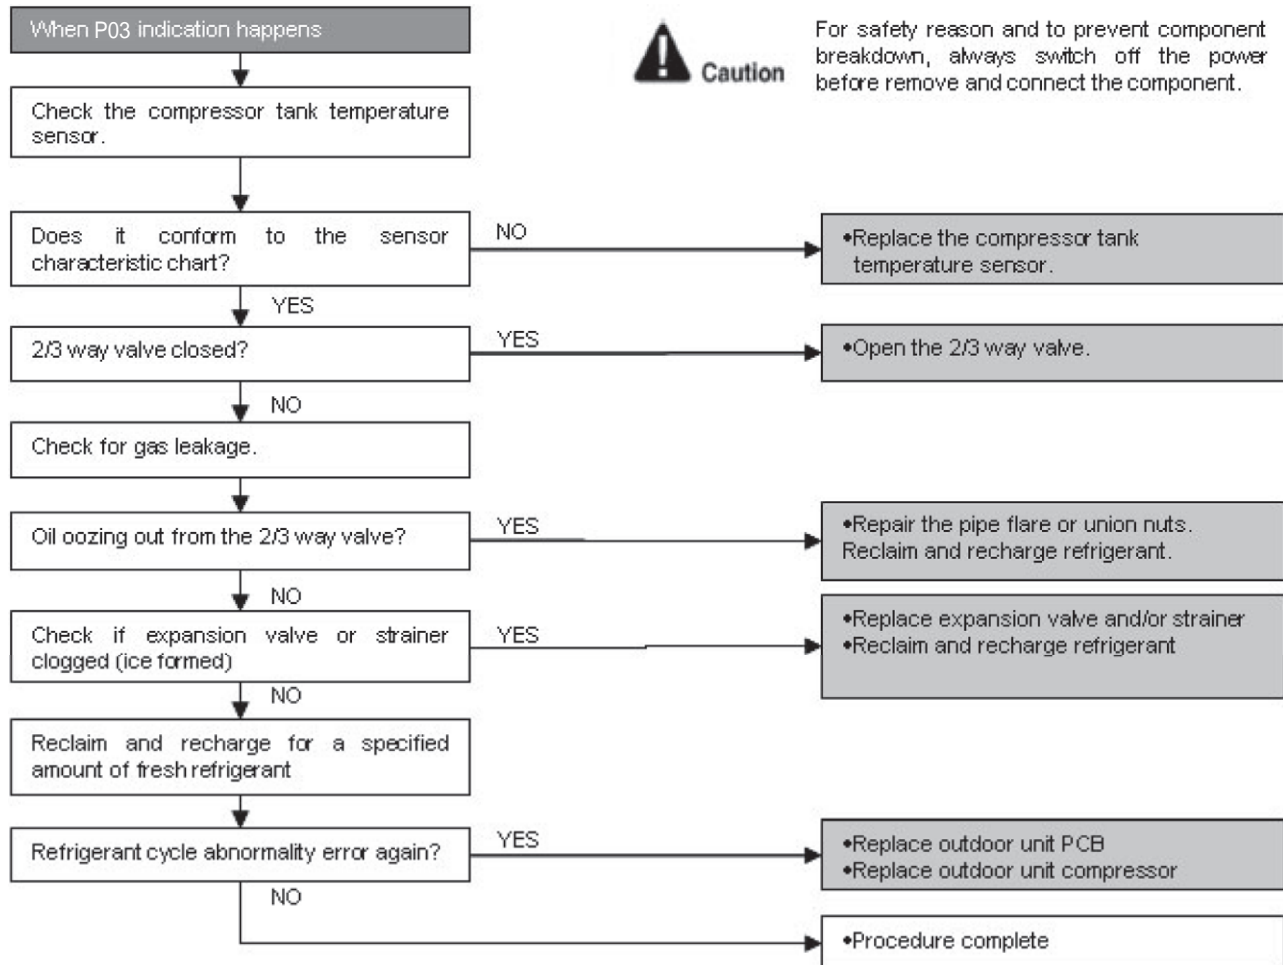 When P03 indication happens
Caution
For safety reason and to prevent component
breakdown, always switch off the power
before remove and connect the component.
Check the compressor tank temperature
sensor.
Does it conform to the sensor
characteristic chart?
NO
•Replace the compressor tank
temperature sensor.
YES
2/3 way valve closed?
YES
•Open the 2/3 way valve.
NO
Check for gas leakage.
Oil oozing out from the 2/3 way valve?
YES
•Repair the pipe flare or union nuts.
Reclaim and recharge refrigerant.
NO
Check if expansion valve or strainer
clogged (ice formed)
YES
•Replace expansion valve and/or strainer
•Reclaim and recharge refrigerant
NO
Reclaim and recharge for a specified
amount of fresh refrigerant
Refrigerant cycle abnormality error again?
YES
•Replace outdoor unit PCB
•Replace outdoor unit compressor
NO
•Procedure complete